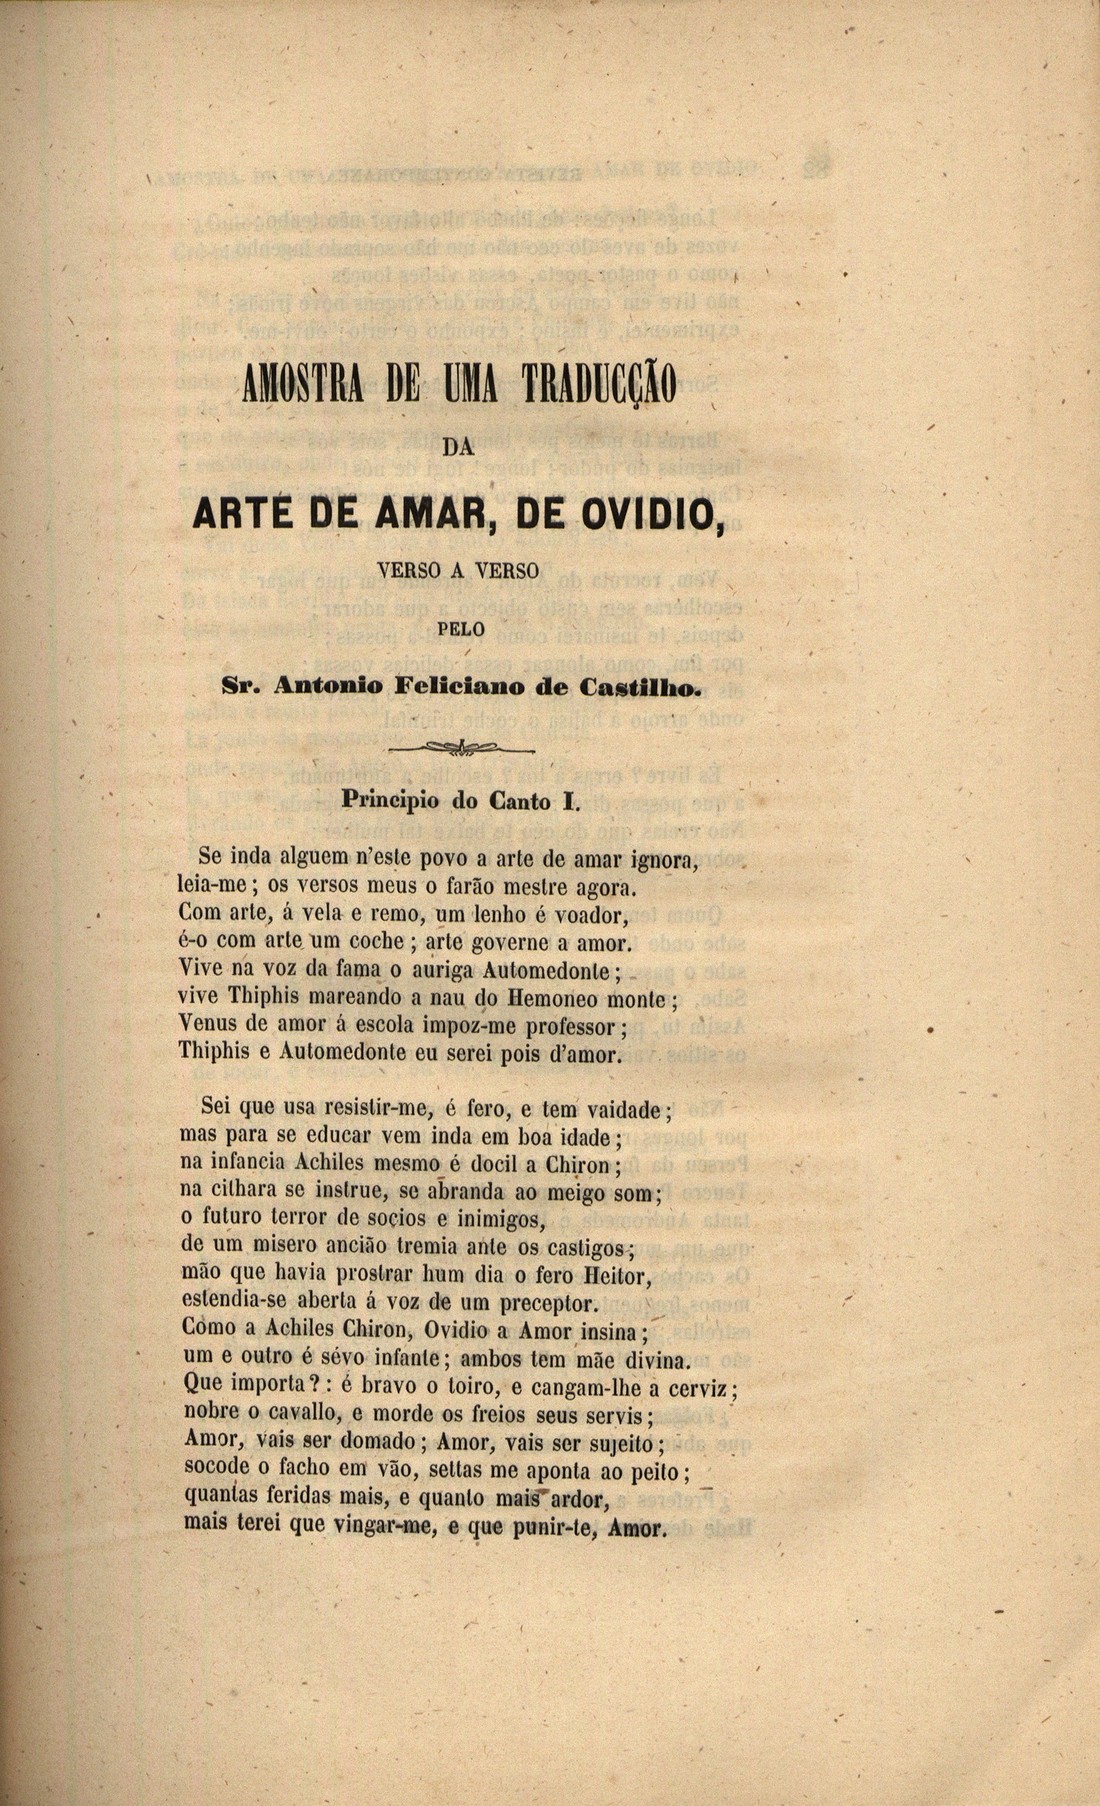 AMOSTRA DE UMA TRADUCÇÃO
DA
ARTE DE AMAR, DE OVIDIO,
VERSO A VERSO
PELO
Sr. Antonio Feliciano de Castilho.
Principio do Canto I.
Se inda alguem n'este povo a arte de amar ignora,
leia-me; os versos meus o farão mestre agora.
Com arte, á vela e remo, um lenho é voador,
é-o com arte um coche; arte governe a amor.
Vive na voz da fama o auriga Automedonte;
vive Thiphis mareando a nau do Hemoneo monte;
Venus de amor á escola impoz-me professor;
Thiphis e Automedonte eu serei pois d'amor.
Sei que usa resistir-me, é fero, e tem vaidade;
mas para se educar vem inda em boa idade;
na infancia Achiles mesmo é docil a Chiron;
na cithara se instrue, se abranda ao meigo som;
o futuro terror de socios e inimigos,
de um misero ancião tremia ante os castigos;
mão que havia prostrar hum dia o fero Heitor,
estendia-se aberta á voz de um preceptor.
Como a Achiles Chiron, Ovidio a Amor insina;
um e outro é sévo infante; ambos tem mãe divina.
Que importa?: é bravo o toiro, e cangam-lhe a cerviz;
nobre o cavallo, e morde os freios seus servis;
Amor, vais ser domado; Amor, vais ser sujeito;
socode o facho em vão, settas me aponta ao peito;
quantas feridas mais, e quanto mais ardor,
mais terei que vingar-me, e que punir-te, Amor.